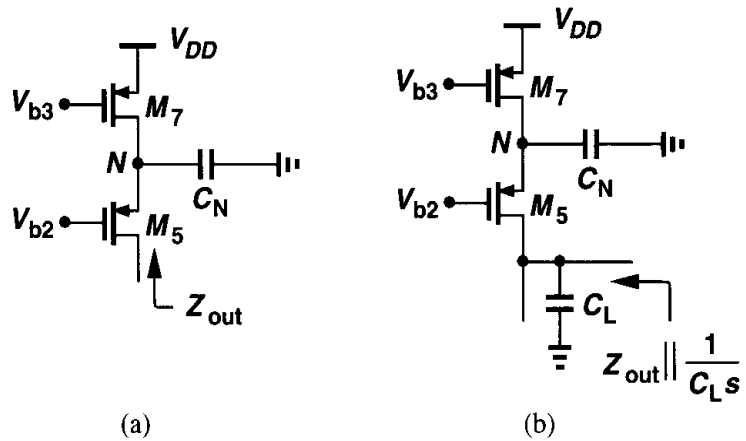 V_DD
V_b3
M_7
N
C_N
V_b2
M_5
Z_out
(a)
V_DD
V_b3
M_7
N
C_N
V_b2
M_5
C_L
Z_out || 1/(C_L s)
(b)